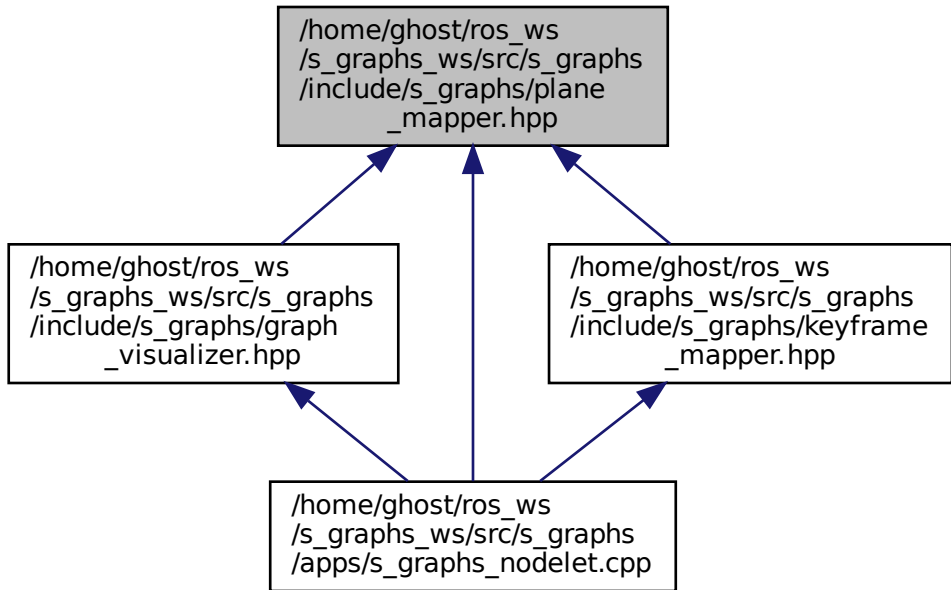 /home/ghost/ros_ws
/s_graphs_ws/src/s_graphs
/include/s_graphs/plane
_mapper.hpp
/home/ghost/ros_ws
/s_graphs_ws/src/s_graphs
/include/s_graphs/graph
_visualizer.hpp
/home/ghost/ros_ws
/s_graphs_ws/src/s_graphs
/include/s_graphs/keyframe
_mapper.hpp
/home/ghost/ros_ws
/s_graphs_ws/src/s_graphs
/apps/s_graphs_nodelet.cpp